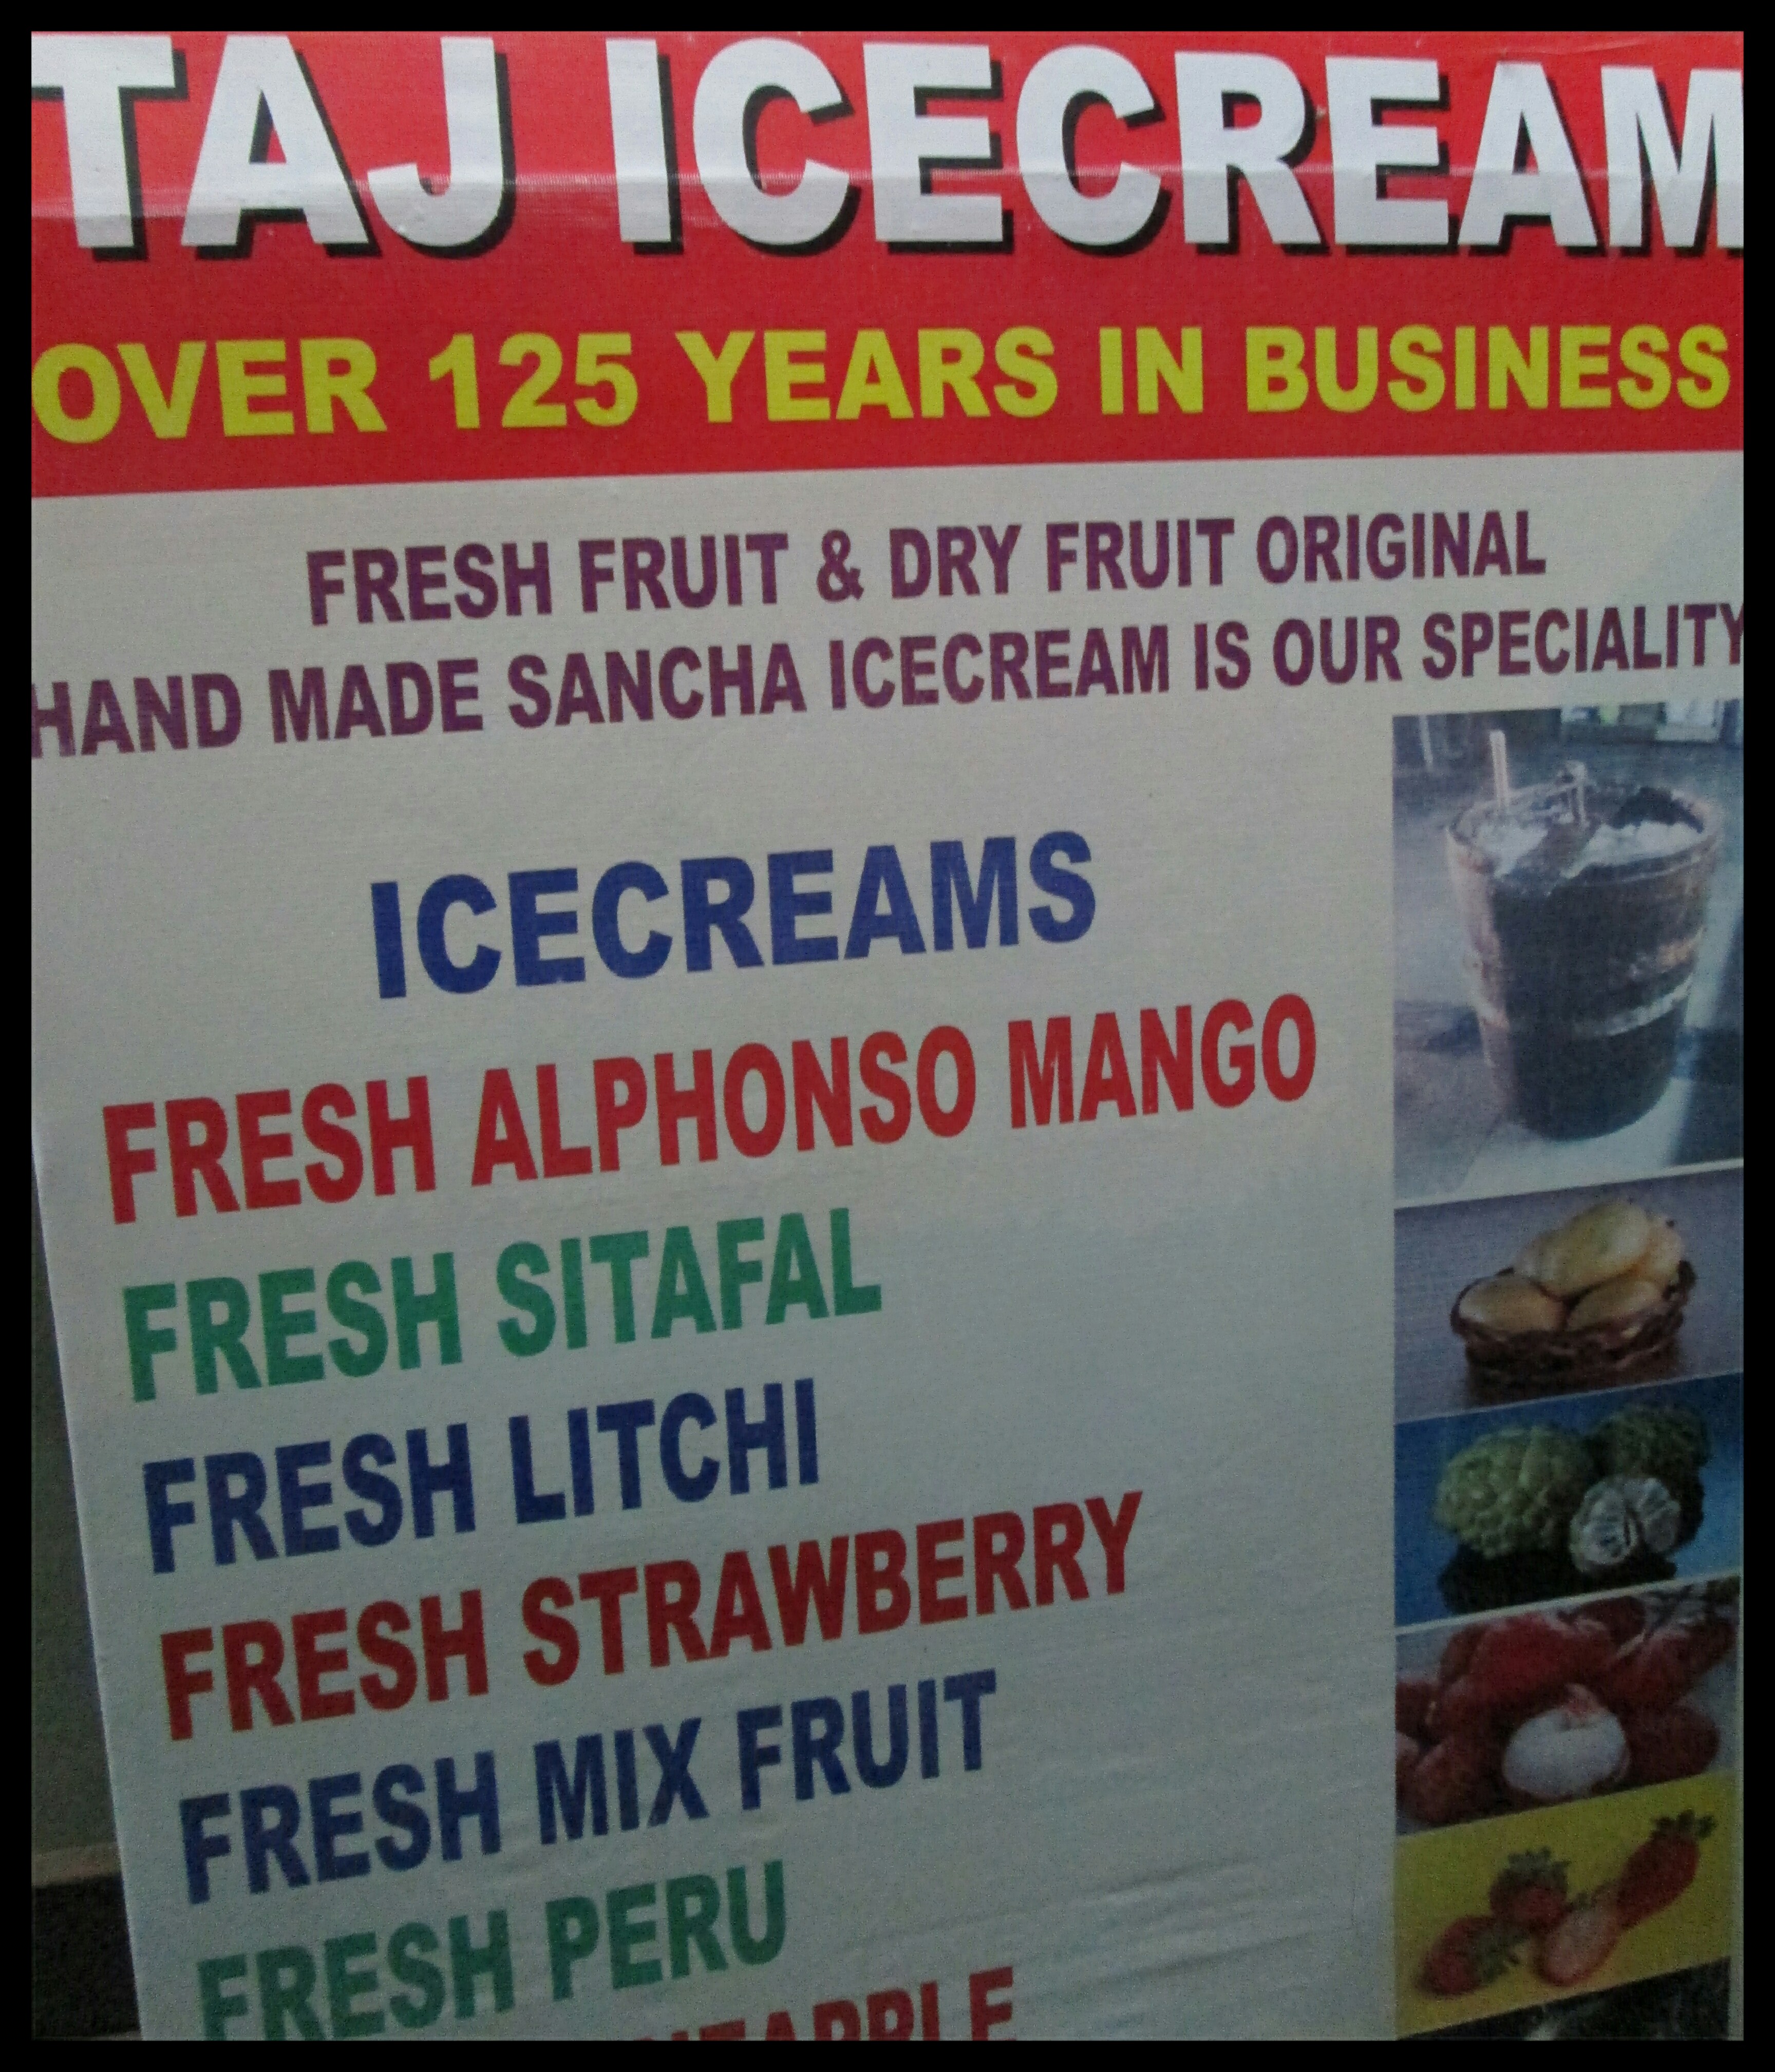 TAJ ICECREAM
OVER 125 YEARS IN BUSINESS
FRESH FRUIT & DRY FRUIT ORIGINAL
HAND MADE SANCHA ICECREAM IS OUR SPECIALITY
ICECREAMS
FRESH ALPHONSO MANGO
FRESH SITAFAL
FRESH LITCHI
FRESH STRAWBERRY
FRESH MIX FRUIT
FRESH PERU